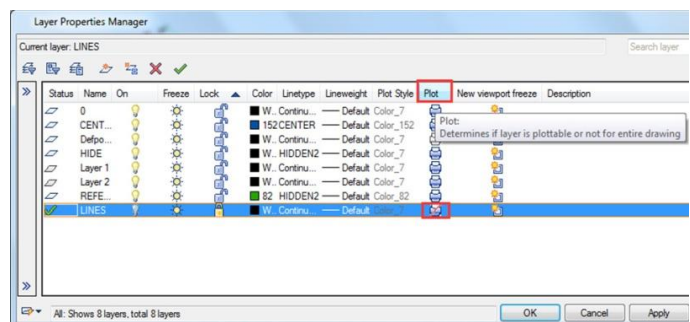 Layer Properties Manager
Current layer: LINES
Search layer
Status Name On Freeze Lock Color Linetype Lineweight Plot Style Plot New viewport freeze Description
0 W.. Continu... Default Color_7
CENT... 152 CENTER Default Color_152
Plot:
Determines if layer is plottable or not for entire drawing
Defpo... W.. Continu... Default Color_7
HIDE W.. HIDDEN2 Default Color_7
Layer 1 W.. Continu... Default Color_7
Layer 2 W.. Continu... Default Color_7
REFE... 82 HIDDEN2 Default Color_82
LINES W.. Continu... Default Color_7
All: Shows 8 layers, total 8 layers
OK Cancel Apply